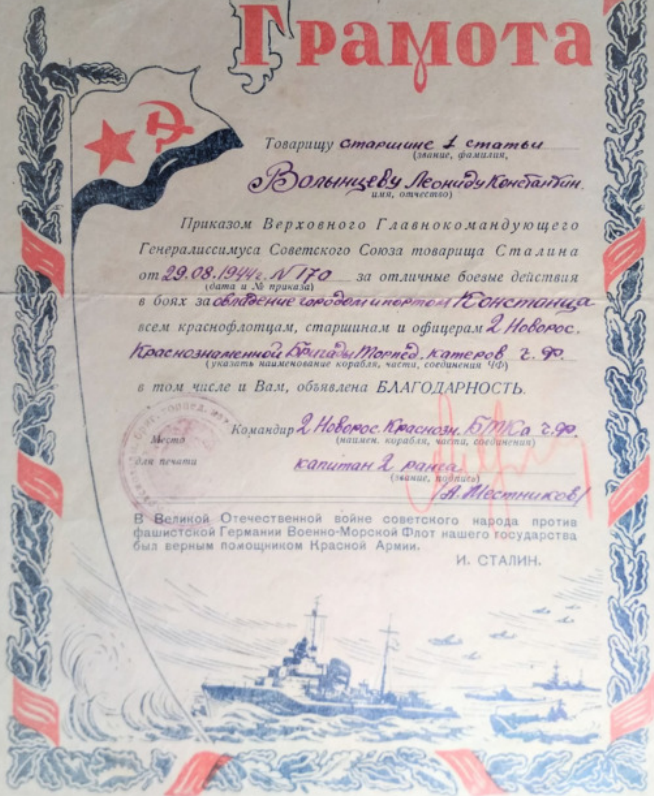 Грамота
Товарищу старшине 1 статьи
(звание, фамилия,
Волынцеву Леониду Константин.
имя, отчество)
Приказом Верховного Главнокомандующего
Генералиссимуса Советского Союза товарища Сталина
от 29.08.1944г. N 170 за отличные боевые действия
(дата и № приказа)
в боях за овладение городом и портом Констанца
всем краснофлотцам, старшинам и офицерам 2 Новорос.
Краснознаменной Бригады Торпед. катеров Ч. Ф.
(указать наименование корабля, части, соединения ЧФ)
в том числе и Вам, объявлена БЛАГОДАРНОСТЬ.
Командир 2 Новорос. Краснозн. БТКа Ч.Ф.
Место (наимен. корабля, части, соединения)
для печати капитан 2 ранга
(звание, подпись)
В Великой Отечественной войне советского народа против
фашистской Германии Военно-Морской Флот нашего государства
был верным помощником Красной Армии.
И. СТАЛИН.